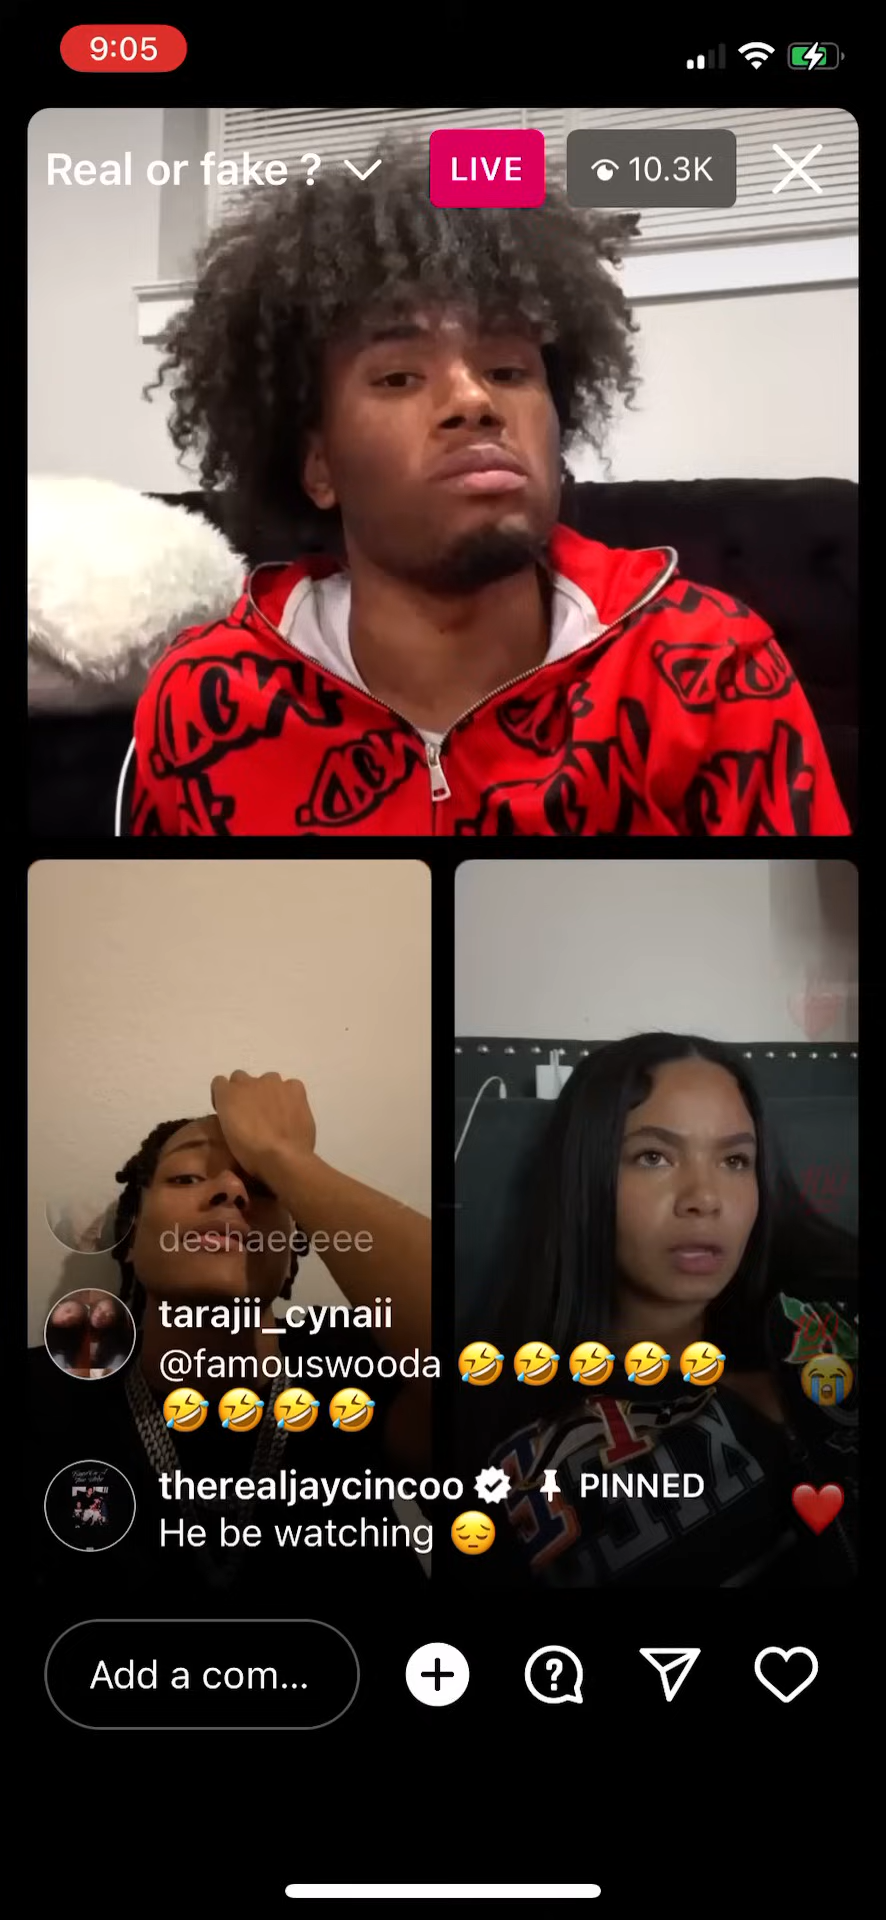 9:05
Real or fake ?
LIVE
10.3K
deshaeeeee
tarajii_cynaii
@famouswooda 🤣🤣🤣🤣🤣
🤣🤣🤣🤣
therealjaycincoo PINNED
He be watching 😔
Add a com...